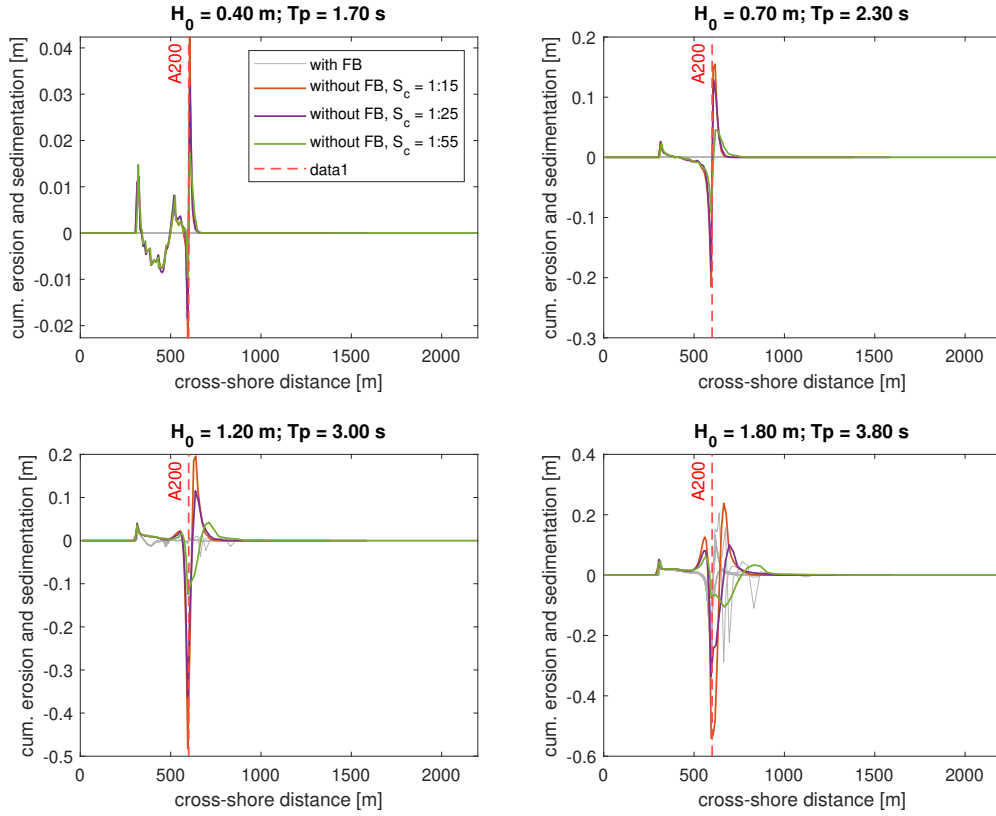 H_0 = 0.40 m; Tp = 1.70 s
cum. erosion and sedimentation [m]
0.04
0.03
0.02
0.01
0
-0.01
-0.02
A200
with FB
without FB, S_c = 1:15
without FB, S_c = 1:25
without FB, S_c = 1:55
data1
0 500 1000 1500 2000
cross-shore distance [m]
H_0 = 0.70 m; Tp = 2.30 s
cum. erosion and sedimentation [m]
0.2
0.1
0
-0.1
-0.2
-0.3
A200
0 500 1000 1500 2000
cross-shore distance [m]
H_0 = 1.20 m; Tp = 3.00 s
cum. erosion and sedimentation [m]
0.2
0.1
0
-0.1
-0.2
-0.3
-0.4
-0.5
A200
0 500 1000 1500 2000
cross-shore distance [m]
H_0 = 1.80 m; Tp = 3.80 s
cum. erosion and sedimentation [m]
0.4
0.2
0
-0.2
-0.4
-0.6
A200
0 500 1000 1500 2000
cross-shore distance [m]